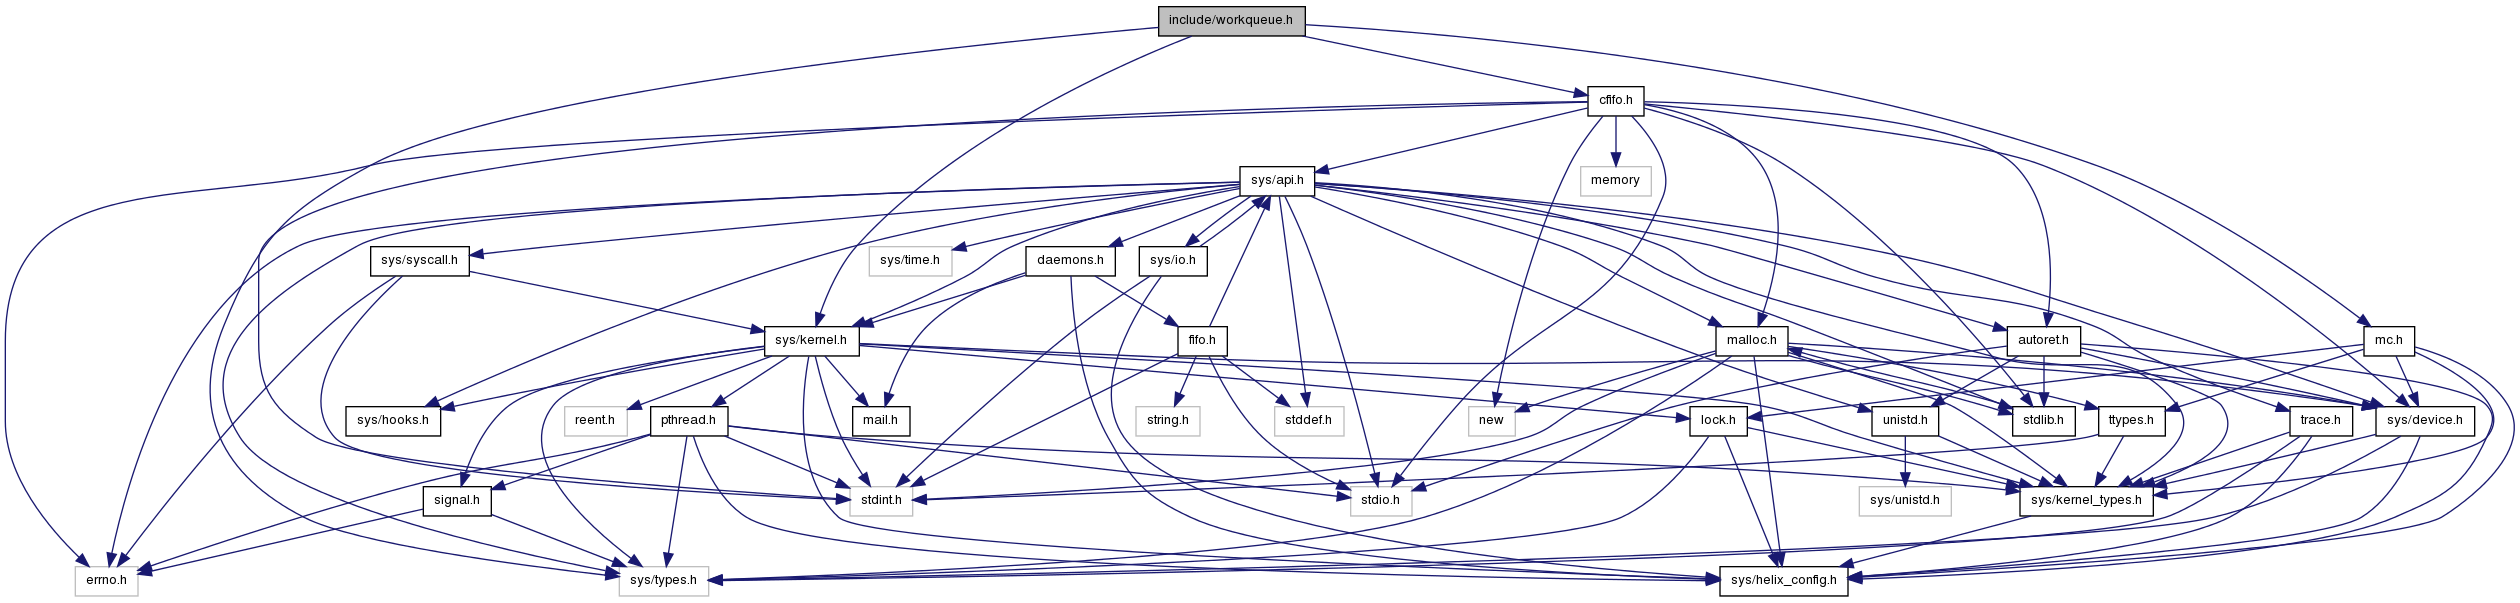 include/workqueue.h
cfifo.h
sys/api.h
memory
sys/syscall.h
sys/time.h
daemons.h
sys/io.h
sys/kernel.h
fifo.h
malloc.h
autoret.h
mc.h
sys/hooks.h
reent.h
pthread.h
mail.h
string.h
stddef.h
new
lock.h
unistd.h
stdlib.h
ttypes.h
trace.h
sys/device.h
signal.h
stdint.h
stdio.h
sys/unistd.h
sys/kernel_types.h
errno.h
sys/types.h
sys/helix_config.h